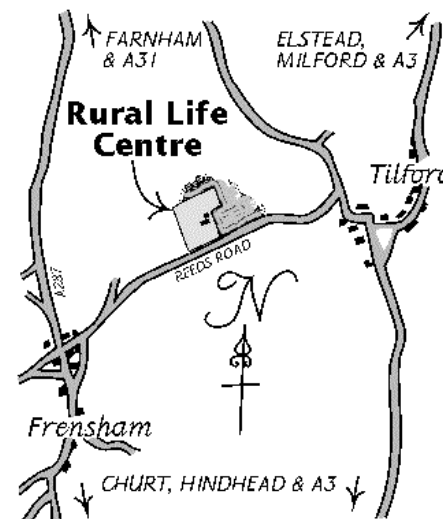 FARNHAM
& A31
ELSTEAD,
MILFORD & A3
Rural Life
Centre
Tilford
REEDS ROAD
A287
N
Frensham
CHURT, HINDHEAD & A3